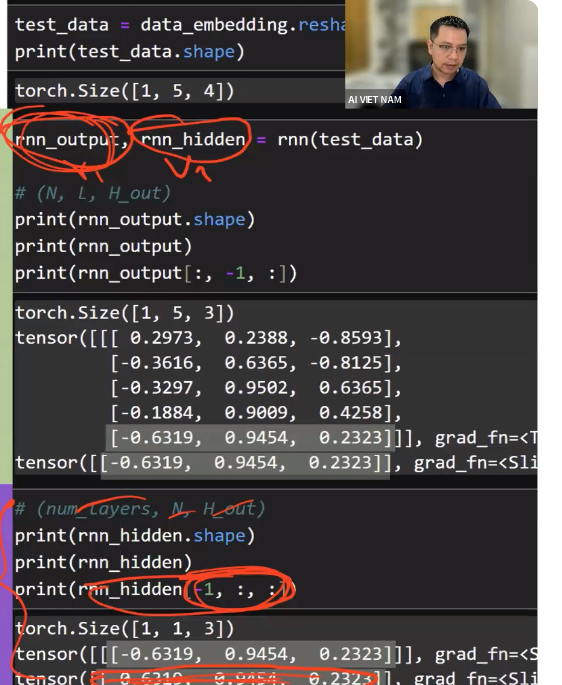 test_data = data_embedding.resha
print(test_data.shape)
torch.Size([1, 5, 4])
AI VIET NAM
rnn_output, rnn_hidden = rnn(test_data)
# (N, L, H_out)
print(rnn_output.shape)
print(rnn_output)
print(rnn_output[:, -1, :])
torch.Size([1, 5, 3])
tensor([[[ 0.2973,  0.2388, -0.8593],
[-0.3616,  0.6365, -0.8125],
[-0.3297,  0.9502,  0.6365],
[-0.1884,  0.9009,  0.4258],
[-0.6319,  0.9454,  0.2323]]], grad_fn=<T
tensor([[-0.6319,  0.9454,  0.2323]], grad_fn=<Sli
# (num_layers, N, H_out)
print(rnn_hidden.shape)
print(rnn_hidden)
print(rnn_hidden[-1, :, :])
torch.Size([1, 1, 3])
tensor([[[-0.6319,  0.9454,  0.2323]]], grad_fn=<S
tensor([[-0.6319,  0.9454,  0.2323]], grad_fn=<Sli